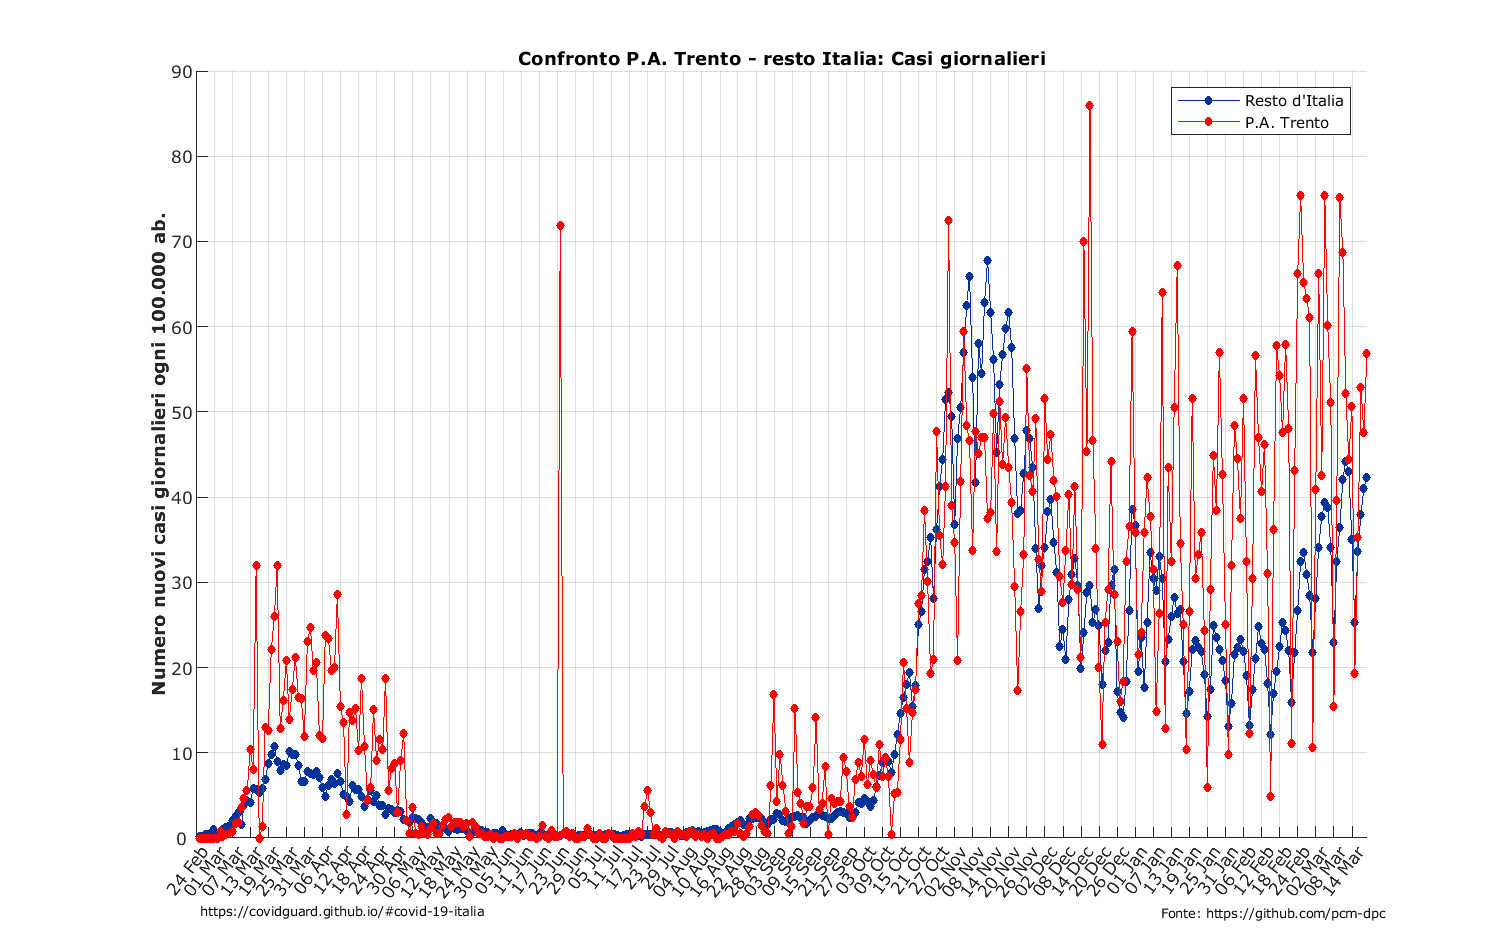 Confronto P.A. Trento - resto Italia: Casi giornalieri
Numero nuovi casi giornalieri ogni 100.000 ab.
90
80
70
60
50
40
30
20
10
0
Resto d'Italia
P.A. Trento
24 Feb
01 Mar
07 Mar
13 Mar
19 Mar
25 Mar
31 Mar
06 Apr
12 Apr
18 Apr
24 Apr
30 Apr
06 May
12 May
18 May
24 May
30 May
05 Jun
11 Jun
17 Jun
23 Jun
29 Jun
05 Jul
11 Jul
17 Jul
23 Jul
29 Jul
04 Aug
10 Aug
16 Aug
22 Aug
28 Aug
03 Sep
09 Sep
15 Sep
21 Sep
27 Sep
03 Oct
09 Oct
15 Oct
21 Oct
27 Oct
02 Nov
08 Nov
14 Nov
20 Nov
26 Nov
02 Dec
08 Dec
14 Dec
20 Dec
26 Dec
01 Jan
07 Jan
13 Jan
19 Jan
25 Jan
31 Jan
06 Feb
12 Feb
18 Feb
24 Feb
02 Mar
08 Mar
14 Mar
https://covidguard.github.io/#covid-19-italia
Fonte: https://github.com/pcm-dpc